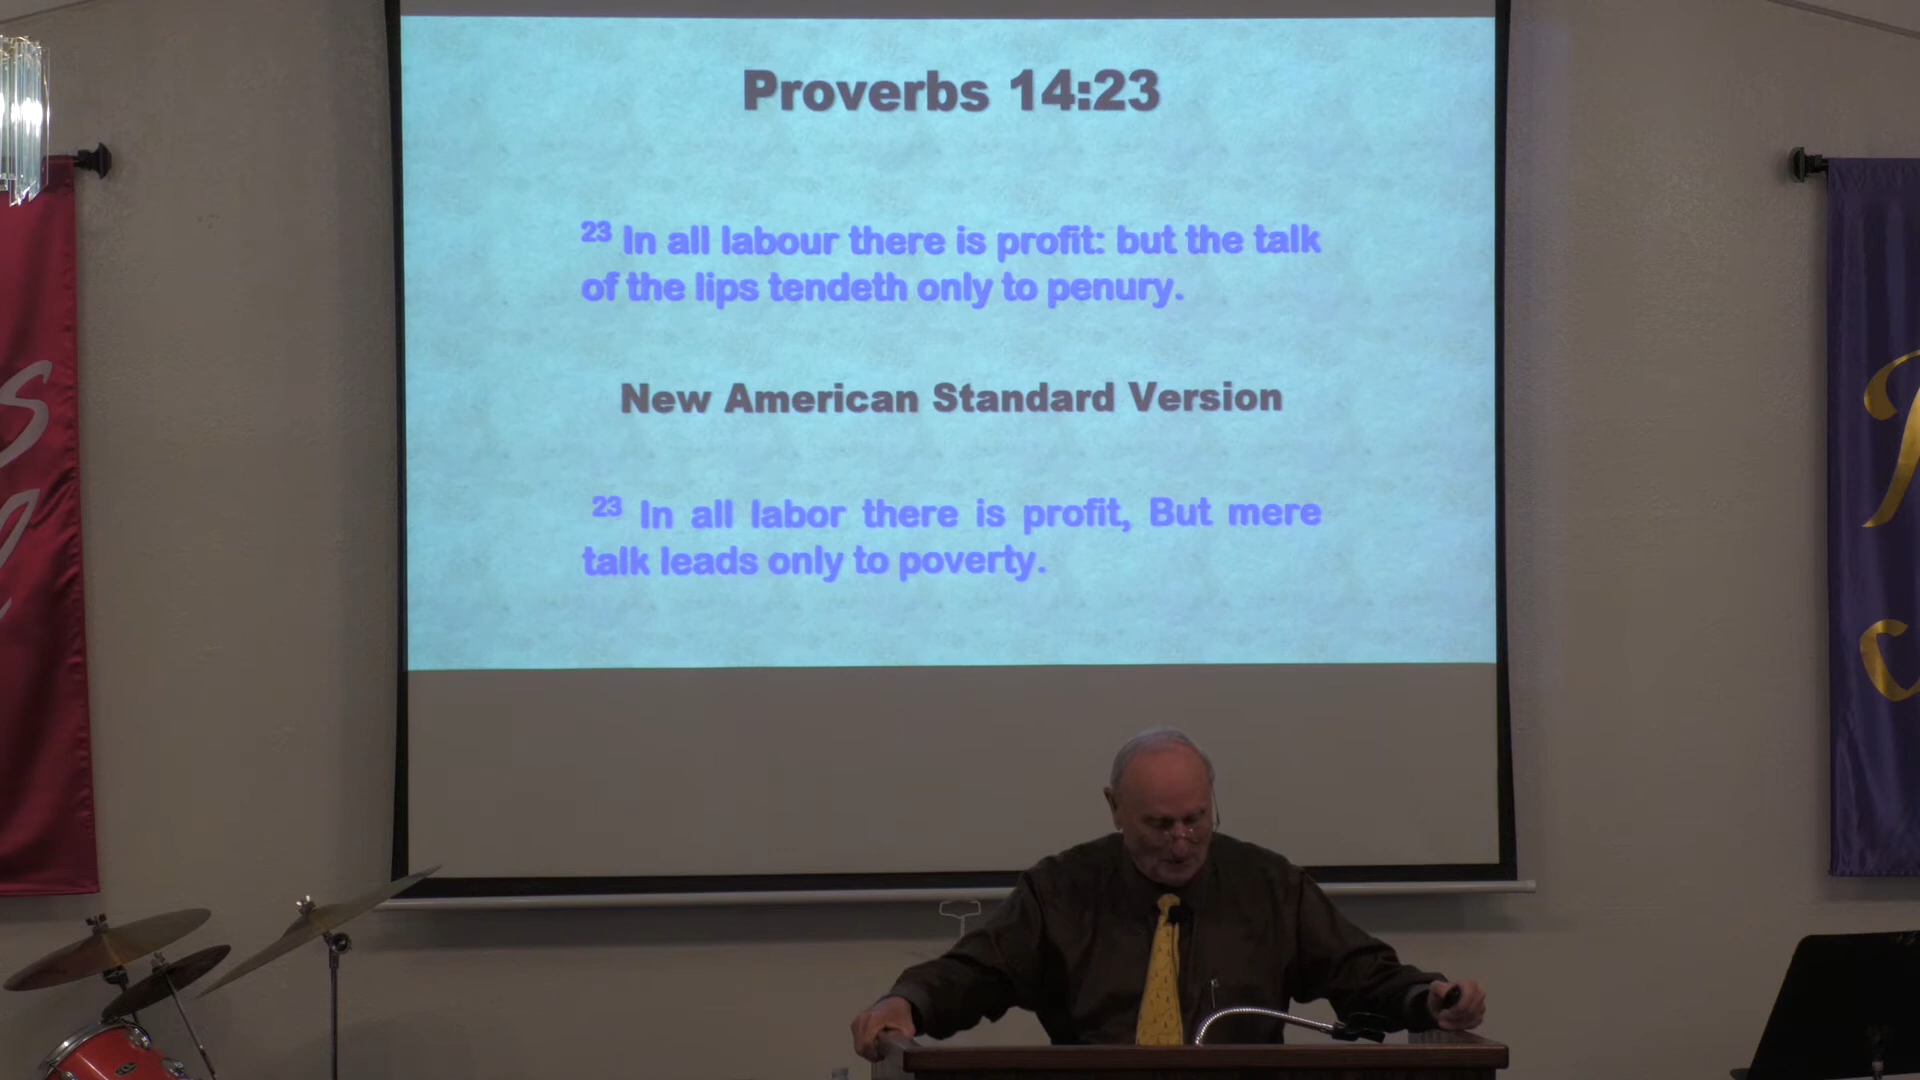 Proverbs 14:23
23 In all labour there is profit: but the talk
of the lips tendeth only to penury.
New American Standard Version
23 In all labor there is profit, But mere
talk leads only to poverty.